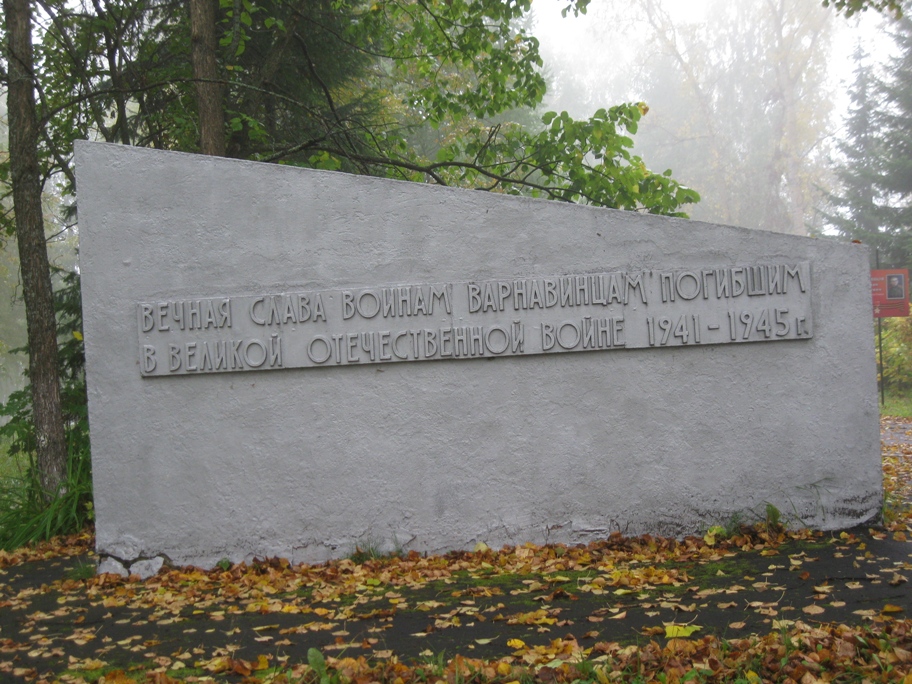 ВЕЧНАЯ СЛАВА ВОИНАМ ВАРНАВИНЦАМ ПОГИБШИМ
В ВЕЛИКОЙ ОТЕЧЕСТВЕННОЙ ВОЙНЕ 1941-1945 г.